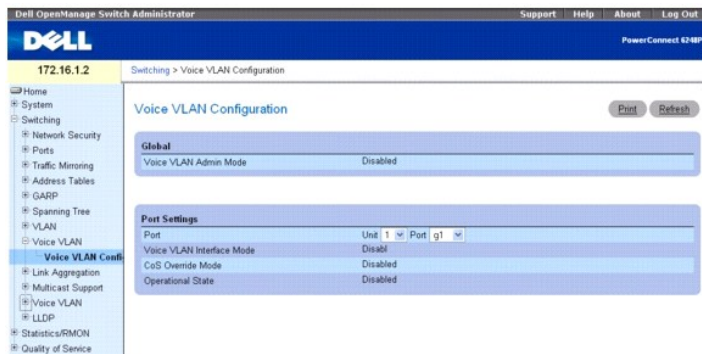 Dell OpenManage Switch Administrator
Support Help About Log Out
DELL
PowerConnect 6248P
172.16.1.2
Switching > Voice VLAN Configuration
Home
System
Switching
Network Security
Ports
Traffic Mirroring
Address Tables
GARP
Spanning Tree
VLAN
Voice VLAN
Voice VLAN Confi
Link Aggregation
Multicast Support
Voice VLAN
LLDP
Statistics/RMON
Quality of Service
Voice VLAN Configuration
Print Refresh
Global
Voice VLAN Admin Mode Disabled
Port Settings
Port Unit 1 Port g1
Voice VLAN Interface Mode Disabl
CoS Override Mode Disabled
Operational State Disabled